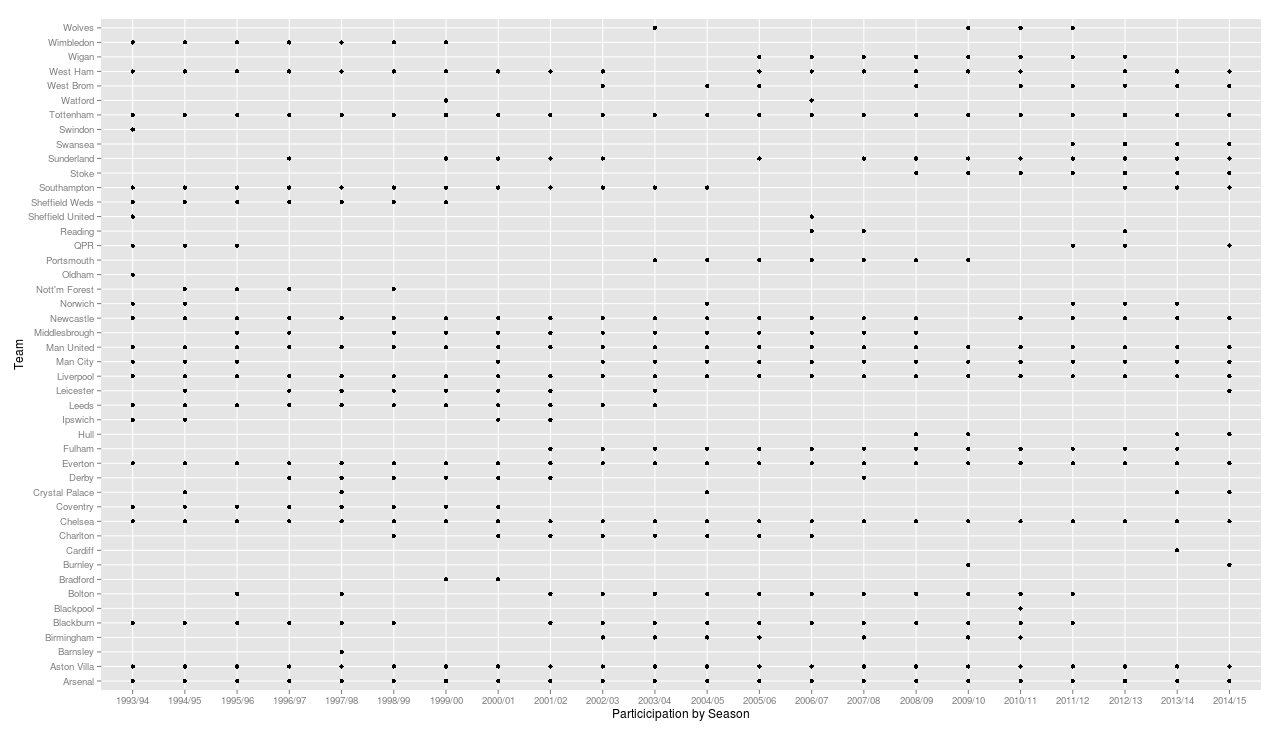 Wolves
Wimbledon
Wigan
West Ham
West Brom
Watford
Tottenham
Swindon
Swansea
Sunderland
Stoke
Southampton
Sheffield Weds
Sheffield United
Reading
QPR
Portsmouth
Oldham
Nott'm Forest
Norwich
Newcastle
Middlesbrough
Man United
Man City
Liverpool
Leicester
Leeds
Ipswich
Hull
Fulham
Everton
Derby
Crystal Palace
Coventry
Chelsea
Charlton
Cardiff
Burnley
Bradford
Bolton
Blackpool
Blackburn
Birmingham
Barnsley
Aston Villa
Arsenal
Team
1993/94 1994/95 1995/96 1996/97 1997/98 1998/99 1999/00 2000/01 2001/02 2002/03 2003/04 2004/05 2005/06 2006/07 2007/08 2008/09 2009/10 2010/11 2011/12 2012/13 2013/14 2014/15
Particicipation by Season